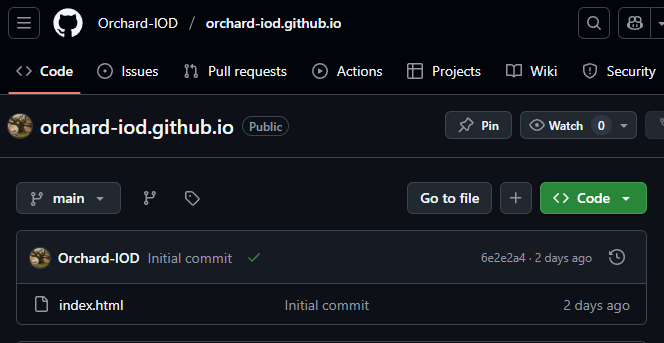 Orchard-IOD / orchard-iod.github.io
Code Issues Pull requests Actions Projects Wiki Security
orchard-iod.github.io Public Pin Watch 0
main Go to file Code
Orchard-IOD Initial commit 6e2e2a4 · 2 days ago
index.html Initial commit 2 days ago